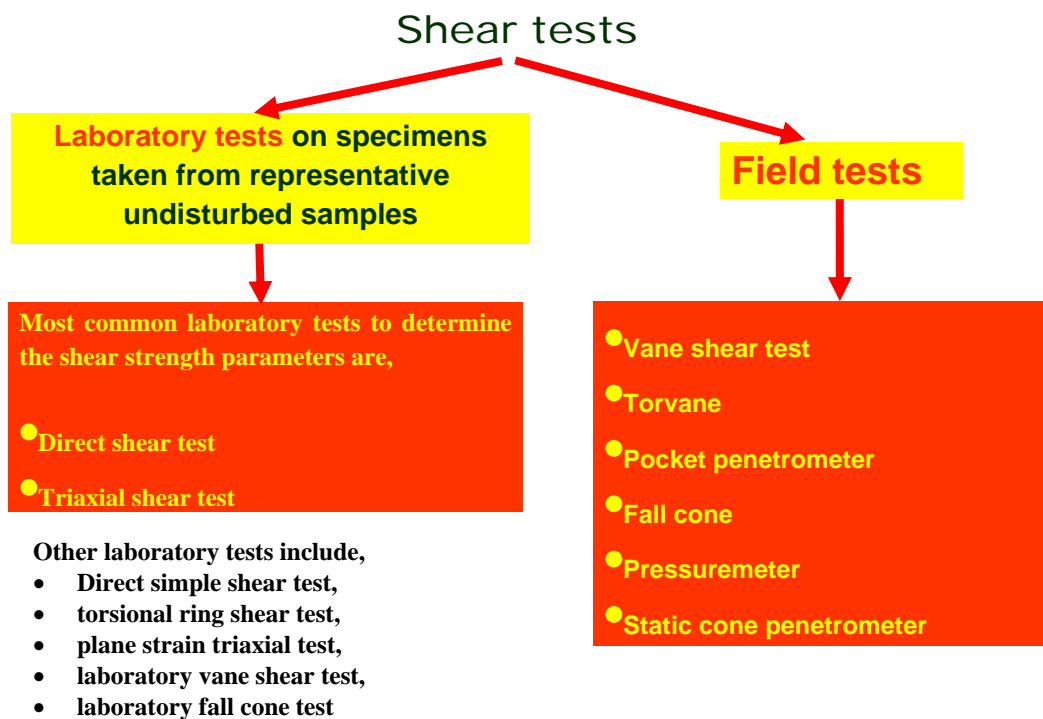 Shear tests
Laboratory tests on specimens
taken from representative
undisturbed samples
Field tests
Most common laboratory tests to determine
the shear strength parameters are,
●Direct shear test
●Triaxial shear test
Other laboratory tests include,
• Direct simple shear test,
• torsional ring shear test,
• plane strain triaxial test,
• laboratory vane shear test,
• laboratory fall cone test
●Vane shear test
●Torvane
●Pocket penetrometer
●Fall cone
●Pressuremeter
●Static cone penetrometer